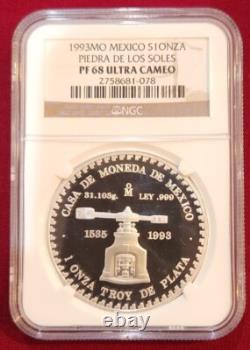 1993MO MEXICO S1ONZA
PIEDRA DE LOS SOLES
PF 68 ULTRA CAMEO
2758681-078
NGC
CASA DE MONEDA DE MEXICO
Mo
31.103g. LEY .999
1535 1993
1 ONZA TROY DE PLATA